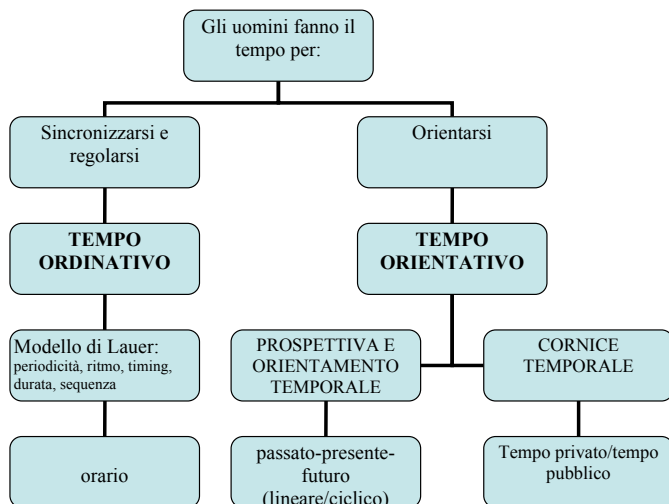 Gli uomini fanno il
tempo per:
Sincronizzarsi e
regolarsi
Orientarsi
TEMPO
ORDINATIVO
TEMPO
ORIENTATIVO
Modello di Lauer:
periodicità, ritmo, timing,
durata, sequenza
PROSPETTIVA E
ORIENTAMENTO
TEMPORALE
CORNICE
TEMPORALE
orario
passato-presente-
futuro
(lineare/ciclico)
Tempo privato/tempo
pubblico